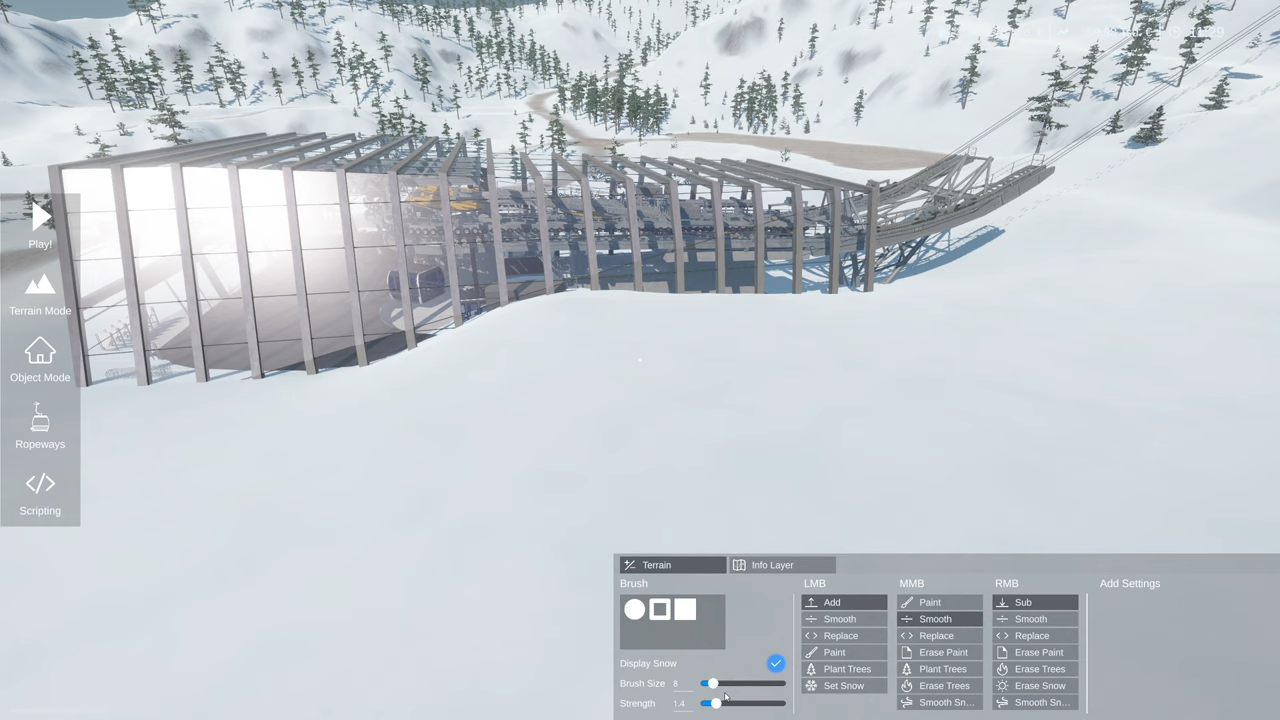 Play!
Terrain Mode
Object Mode
Ropeways
Scripting
Terrain
Info Layer
Brush
LMB
MMB
RMB
Add Settings
Add
Paint
Sub
Smooth
Smooth
Smooth
Replace
Replace
Replace
Paint
Erase Paint
Erase Paint
Plant Trees
Plant Trees
Erase Trees
Set Snow
Erase Trees
Erase Snow
Smooth Sn...
Smooth Sn...
Display Snow
Brush Size 8
Strength 1.4